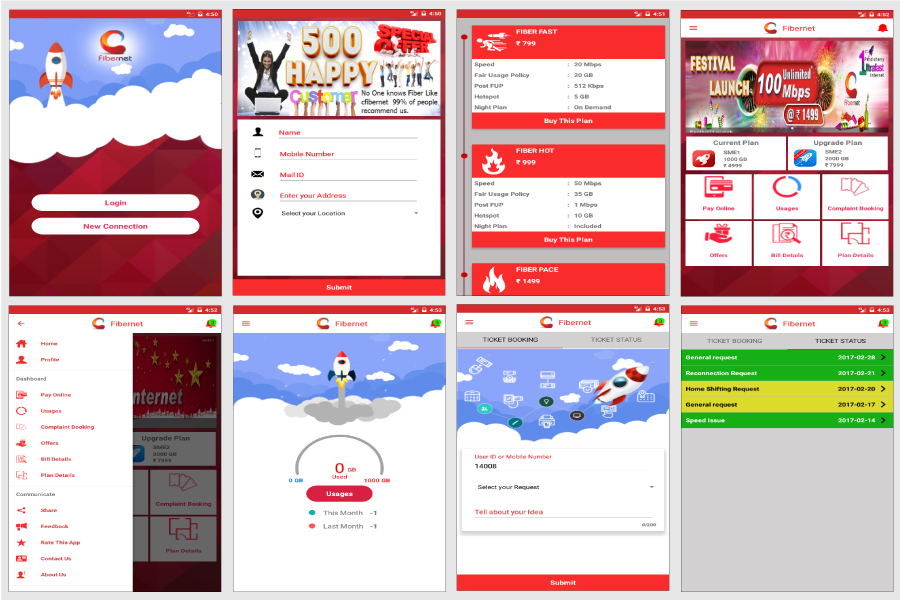 4:50
Fibernet
Login
New Connection
4:50
500
HAPPY
Customer
SPECIAL
OFFER
No One knows Fiber Like
cfibernet 99% of people
recommend us.
Name
Mobile Number
Mail ID
Enter your Address
Select your Location
Submit
4:51
FIBER FAST
₹ 799
Speed : 20 Mbps
Fair Usage Policy : 20 GB
Post FUP : 512 Kbps
Hotspot : 5 GB
Night Plan : On Demand
Buy This Plan
FIBER HOT
₹ 999
Speed : 50 Mbps
Fair Usage Policy : 35 GB
Post FUP : 1 Mbps
Hotspot : 10 GB
Night Plan : Included
Buy This Plan
FIBER PACE
₹ 1499
4:52
Fibernet
FESTIVAL
LAUNCH
100 Unlimited
Mbps
@ ₹ 1499
1st
Ultrafast
Internet
Fibernet
Current Plan
SME1
1000 GB
₹ 4999
Upgrade Plan
SME2
2000 GB
₹ 7999
Pay Online
Usages
Complaint Booking
Offers
Bill Details
Plan Details
4:52
Fibernet
Home
Profile
Dashboard
Pay Online
Usages
Complaint Booking
Offers
Bill Details
Plan Details
Communicate
Share
Feedback
Rate This App
Contact Us
About Us
nternet
Upgrade Plan
SME2
2000 GB
₹ 7999
Complaint Booking
Plan Details
4:53
Fibernet
0 GB
Used
0 GB
1000 GB
Usages
This Month -1
Last Month -1
4:53
Fibernet
TICKET BOOKING
TICKET STATUS
User ID or Mobile Number
14008
Select your Request
Tell about your Idea
0/200
Submit
4:53
Fibernet
TICKET BOOKING
TICKET STATUS
General request 2017-02-28
Reconnection Request 2017-02-21
Home Shifting Request 2017-02-20
General request 2017-02-17
Speed Issue 2017-02-14